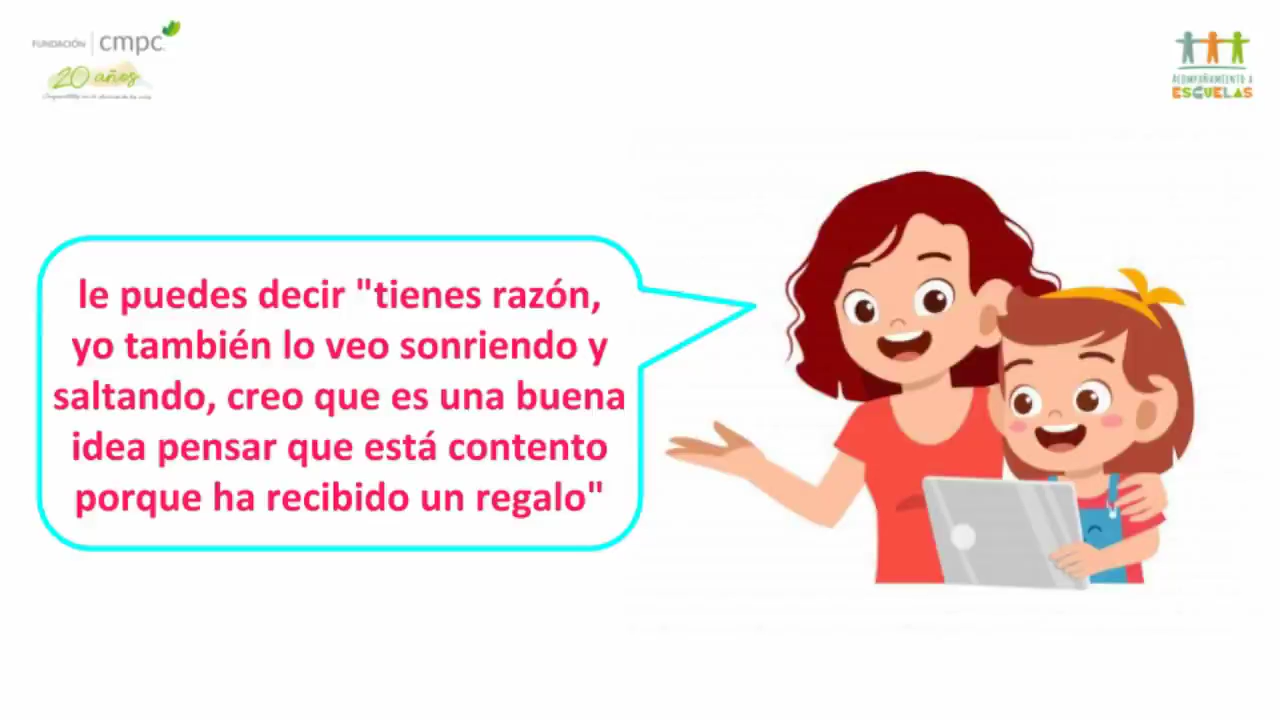 FUNDACIÓN cmpc
20 años
ACOMPAÑAMIENTO A
ESCUELAS
le puedes decir "tienes razón,
yo también lo veo sonriendo y
saltando, creo que es una buena
idea pensar que está contento
porque ha recibido un regalo"